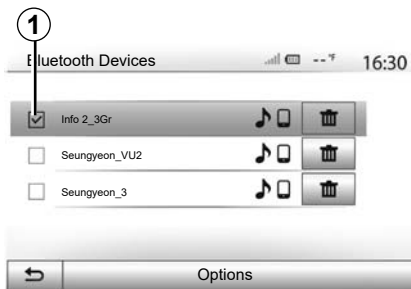 1
Bluetooth Devices -- °F 16:30
Info 2_3Gr
Seungyeon_VU2
Seungyeon_3
Options